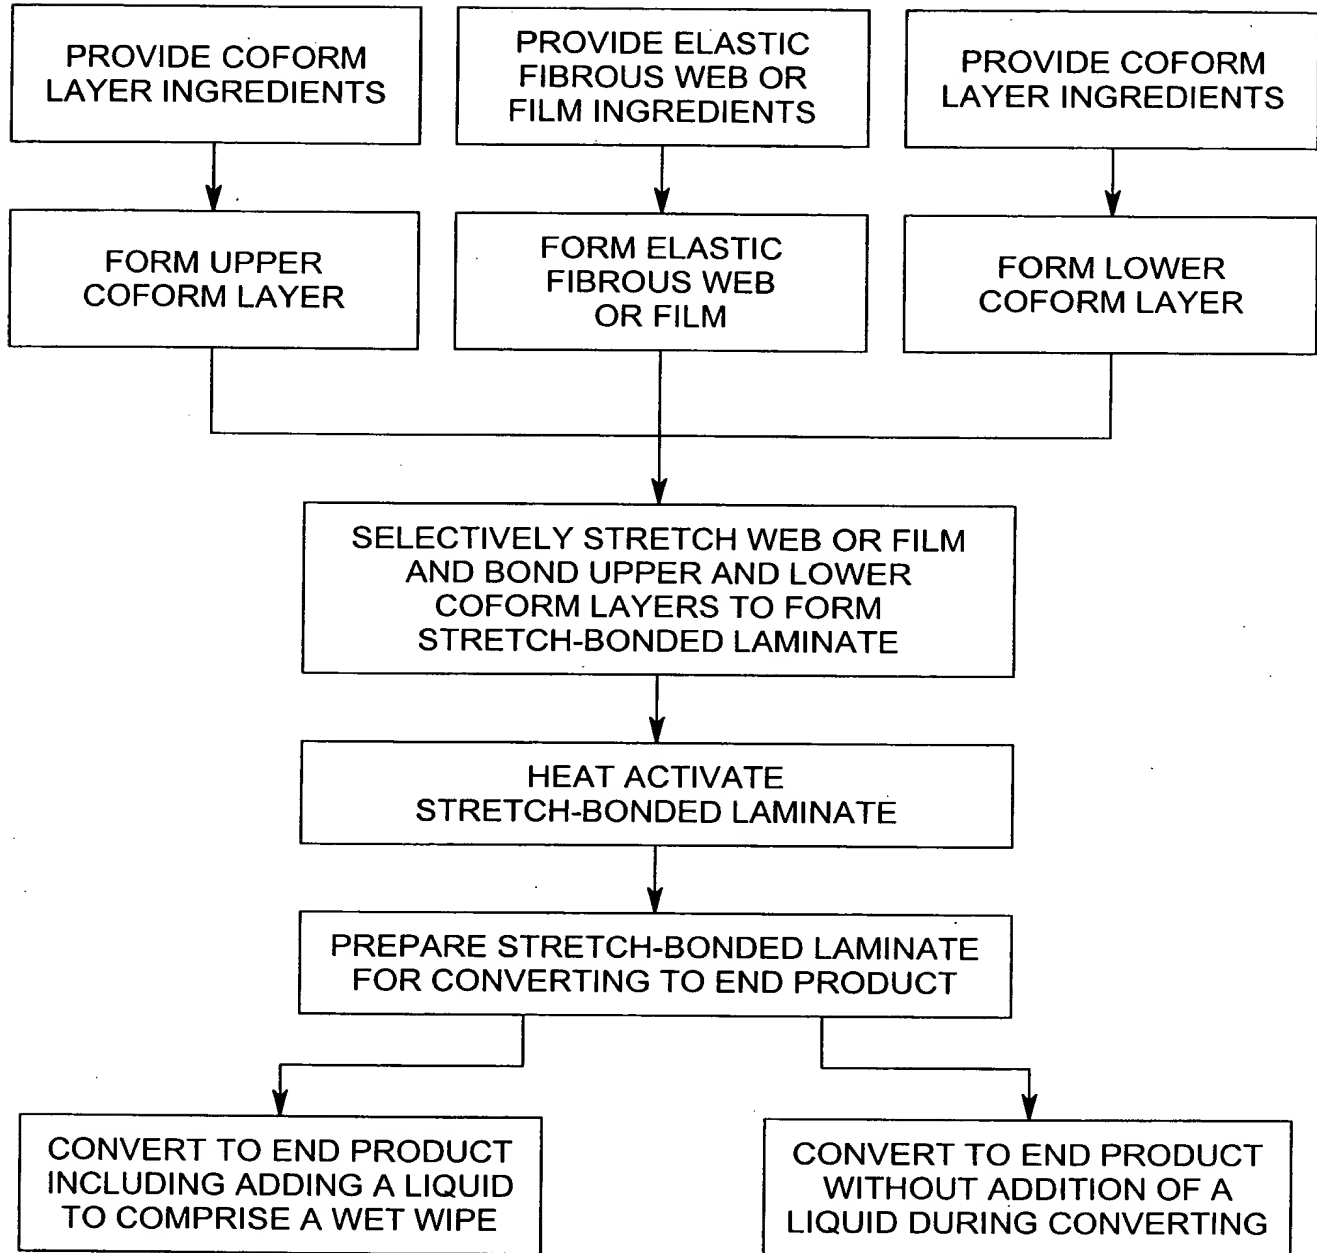 PROVIDE COFORM
LAYER INGREDIENTS
PROVIDE ELASTIC
FIBROUS WEB OR
FILM INGREDIENTS
PROVIDE COFORM
LAYER INGREDIENTS
FORM UPPER
COFORM LAYER
FORM ELASTIC
FIBROUS WEB
OR FILM
FORM LOWER
COFORM LAYER
SELECTIVELY STRETCH WEB OR FILM
AND BOND UPPER AND LOWER
COFORM LAYERS TO FORM
STRETCH-BONDED LAMINATE
HEAT ACTIVATE
STRETCH-BONDED LAMINATE
PREPARE STRETCH-BONDED LAMINATE
FOR CONVERTING TO END PRODUCT
CONVERT TO END PRODUCT
INCLUDING ADDING A LIQUID
TO COMPRISE A WET WIPE
CONVERT TO END PRODUCT
WITHOUT ADDITION OF A
LIQUID DURING CONVERTING